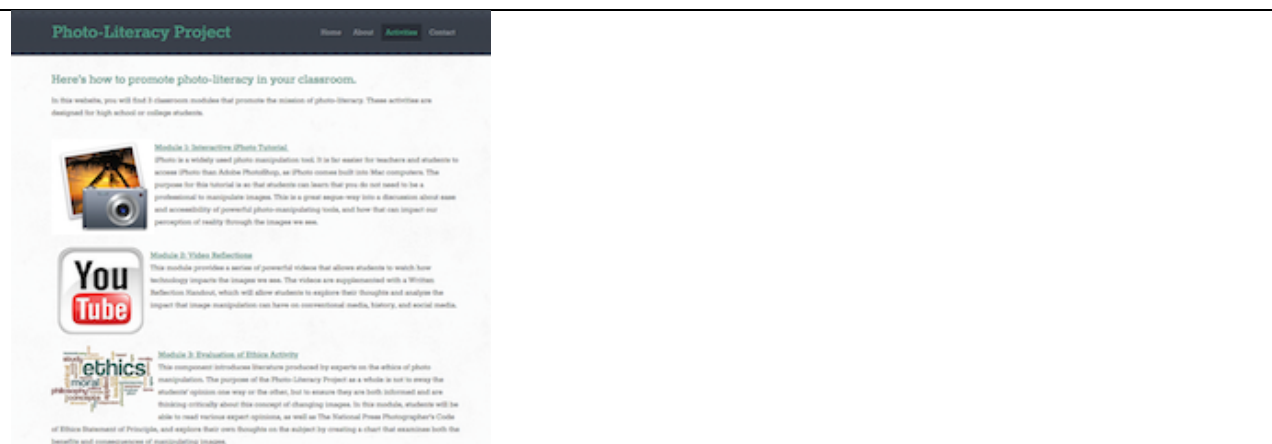 Photo-Literacy Project
Home About Activities Contact
Here's how to promote photo-literacy in your classroom.
In this website, you will find 3 classroom modules that promote the mission of photo-literacy. These activities are
designed for high school or college students.
Module 1: Interactive iPhoto Tutorial
iPhoto is a widely used photo manipulation tool. It is far easier for teachers and students to
access iPhoto than Adobe PhotoShop, as iPhoto comes built into Mac computers. The
purpose for this tutorial is so that students can learn that you do not need to be a
professional to manipulate images. This is a great segue-way into a discussion about ease
and accessibility of powerful photo-manipulating tools, and how that can impact our
perception of reality through the images we see.
You
Tube
Module 2: Video Reflections
This module provides a series of powerful videos that allows students to watch how
technology impacts the images we see. The videos are supplemented with a Written
Reflection Handout, which will allow students to explore their thoughts and analyze the
impact that image manipulation can have on conventional media, history, and social media.
study
ethics
moral
philosophy
concepts
Module 3: Evaluation of Ethics Activity
This component introduces literature produced by experts on the ethics of photo
manipulation. The purpose of the Photo Literacy Project as a whole is not to sway the
students' opinion one way or the other, but to ensure they are both informed and are
thinking critically about this concept of changing images. In this module, students will be
able to read various expert opinions, as well as The National Press Photographer's Code
of Ethics Statement of Principle, and explore their own thoughts on the subject by creating a chart that examines both the
benefits and consequences of manipulating images.